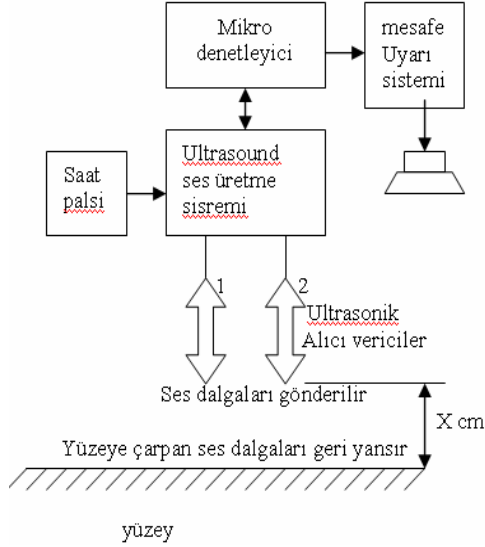 Mikro
denetleyici
mesafe
Uyarı
sistemi
Saat
palsi
Ultrasound
ses üretme
sisremi
1
2
Ultrasonik
Alıcı vericiler
Ses dalgaları gönderilir
X cm
Yüzeye çarpan ses dalgaları geri yansır
yüzey